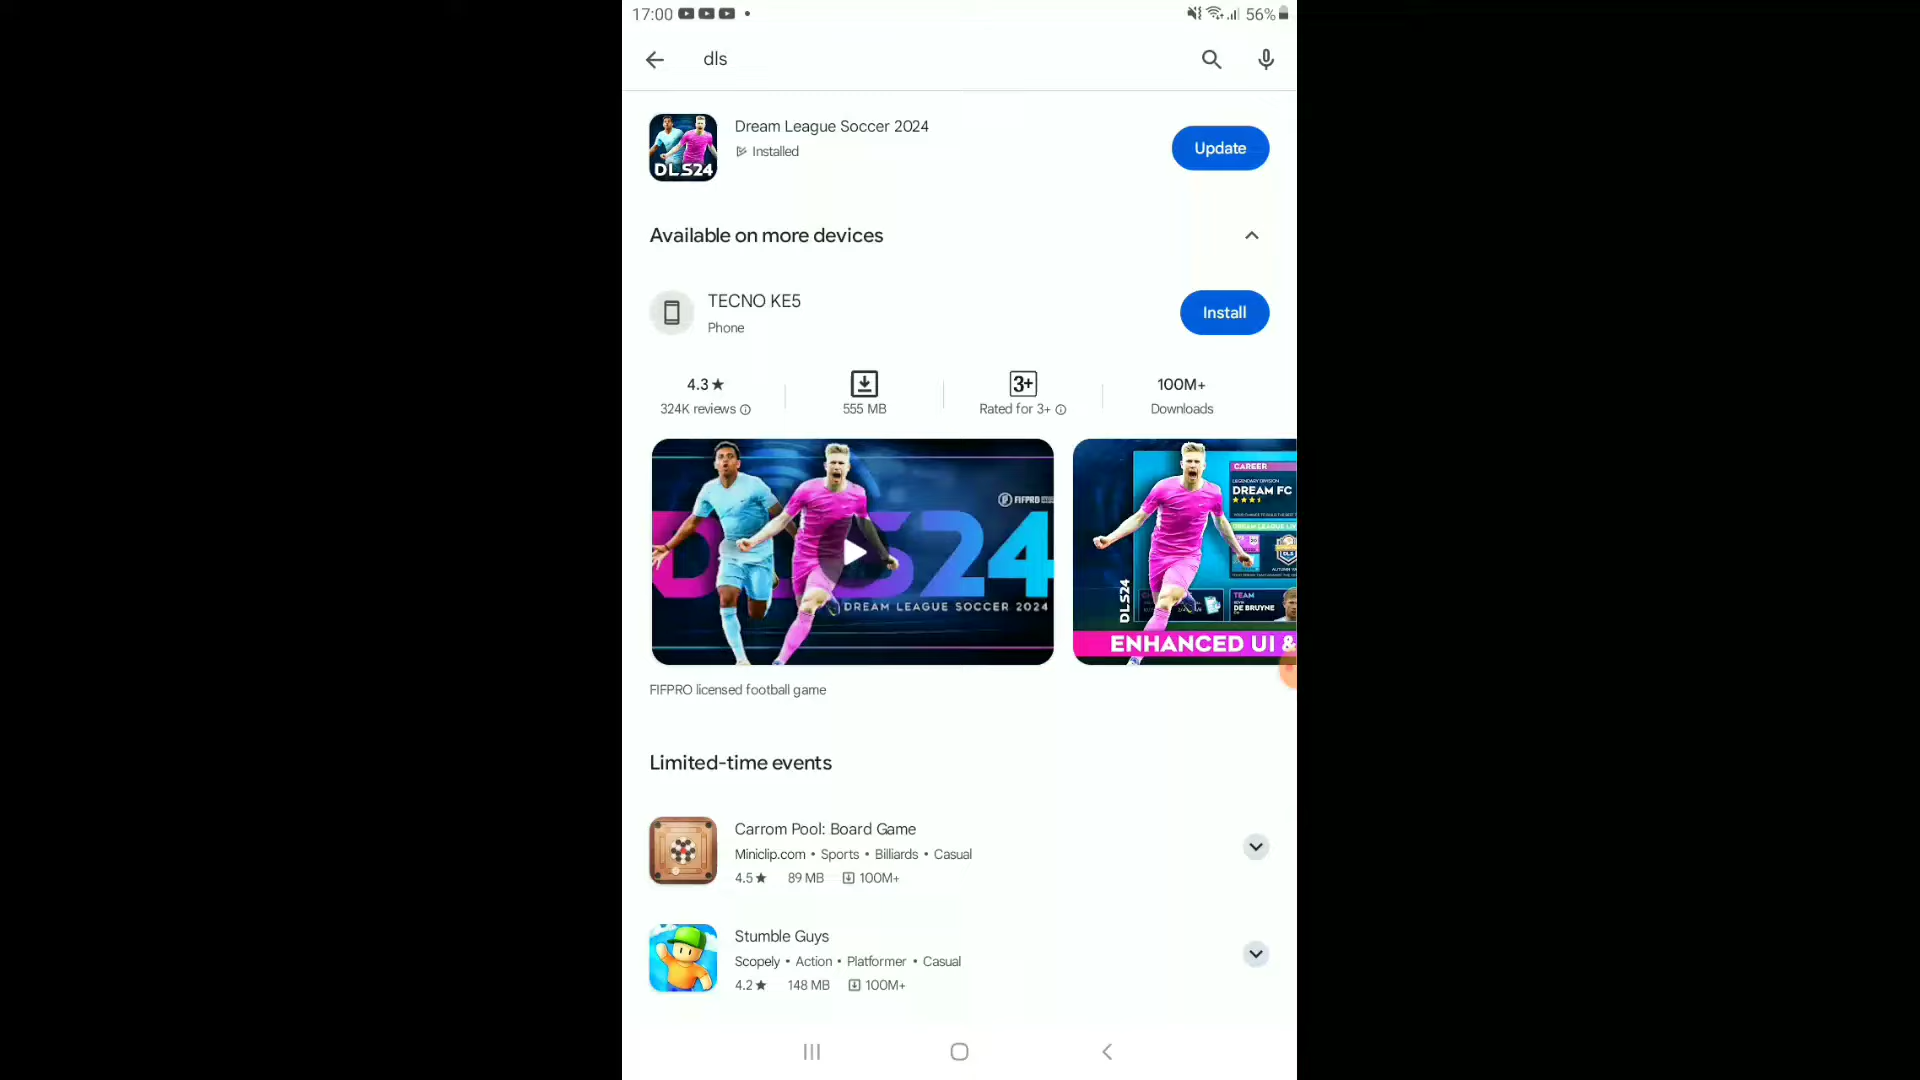 17:00 56%
dls
Dream League Soccer 2024
Installed
Update
DLS24
Available on more devices
TECNO KE5
Phone
Install
4.3★
324K reviews
555 MB
3+
Rated for 3+
100M+
Downloads
FIFPRO
DLS24
DREAM LEAGUE SOCCER 2024
CAREER
LEGENDARY DIVISION
DREAM FC
DLS24
TEAM
DE BRUYNE
ENHANCED UI &
FIFPRO licensed football game
Limited-time events
Carrom Pool: Board Game
Miniclip.com • Sports • Billiards • Casual
4.5★ 89 MB 100M+
Stumble Guys
Scopely • Action • Platformer • Casual
4.2★ 148 MB 100M+